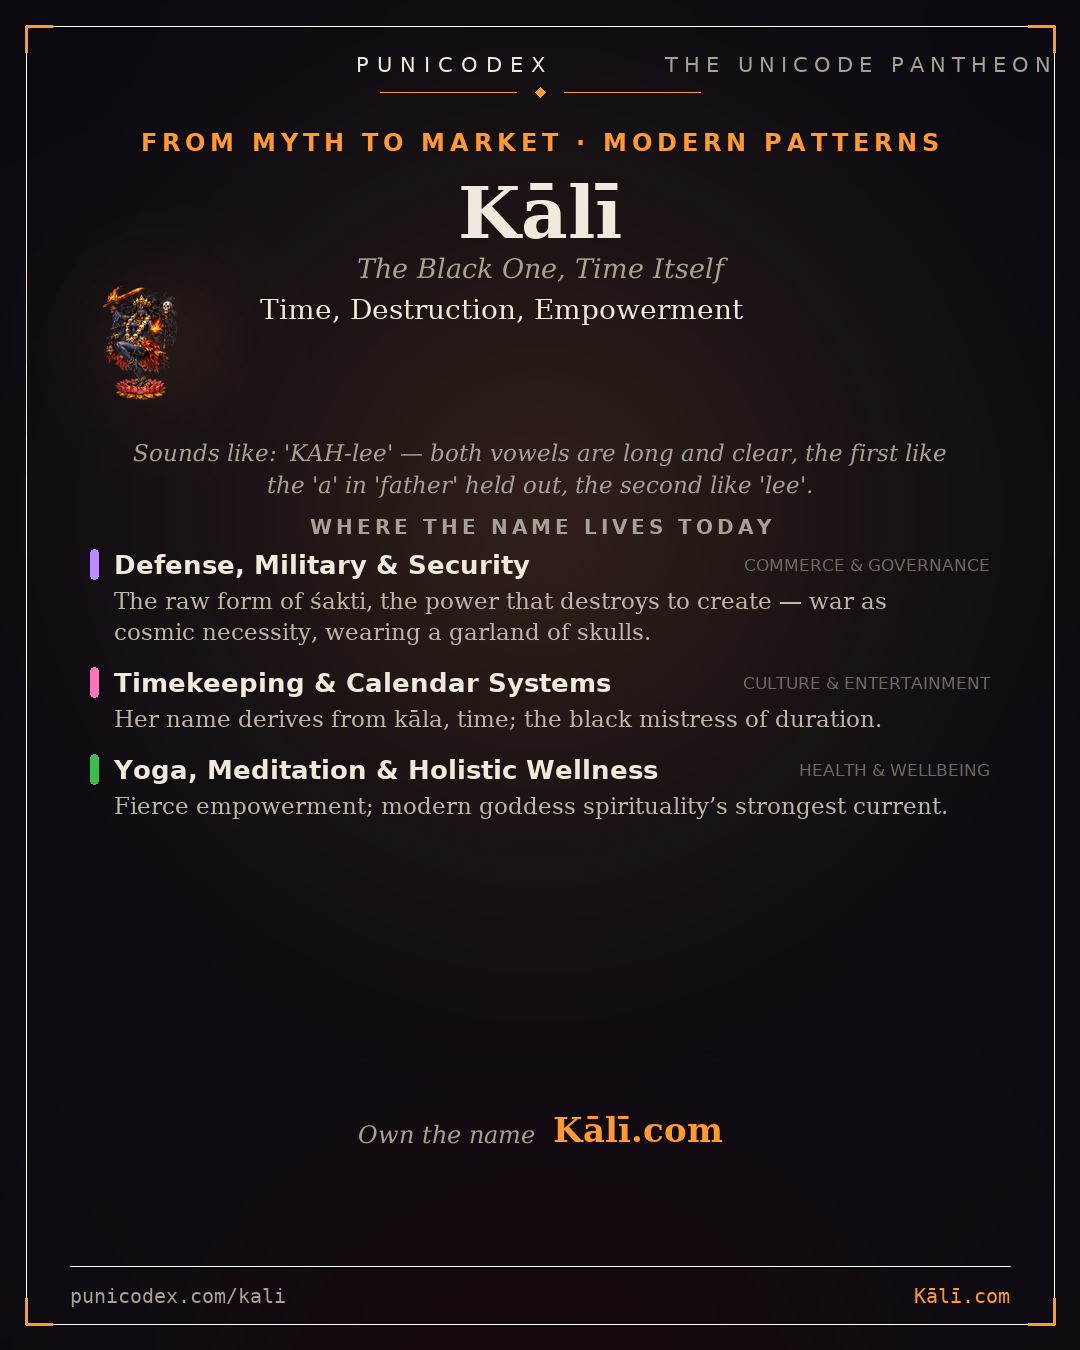 PUNICODEX THE UNICODE PANTHEON
FROM MYTH TO MARKET · MODERN PATTERNS
Kālī
The Black One, Time Itself
Time, Destruction, Empowerment
Sounds like: 'KAH-lee' — both vowels are long and clear, the first like
the 'a' in 'father' held out, the second like 'lee'.
WHERE THE NAME LIVES TODAY
Defense, Military & Security COMMERCE & GOVERNANCE
The raw form of śakti, the power that destroys to create — war as
cosmic necessity, wearing a garland of skulls.
Timekeeping & Calendar Systems CULTURE & ENTERTAINMENT
Her name derives from kāla, time; the black mistress of duration.
Yoga, Meditation & Holistic Wellness HEALTH & WELLBEING
Fierce empowerment; modern goddess spirituality’s strongest current.
Own the name Kālī.com
punicodex.com/kali Kālī.com